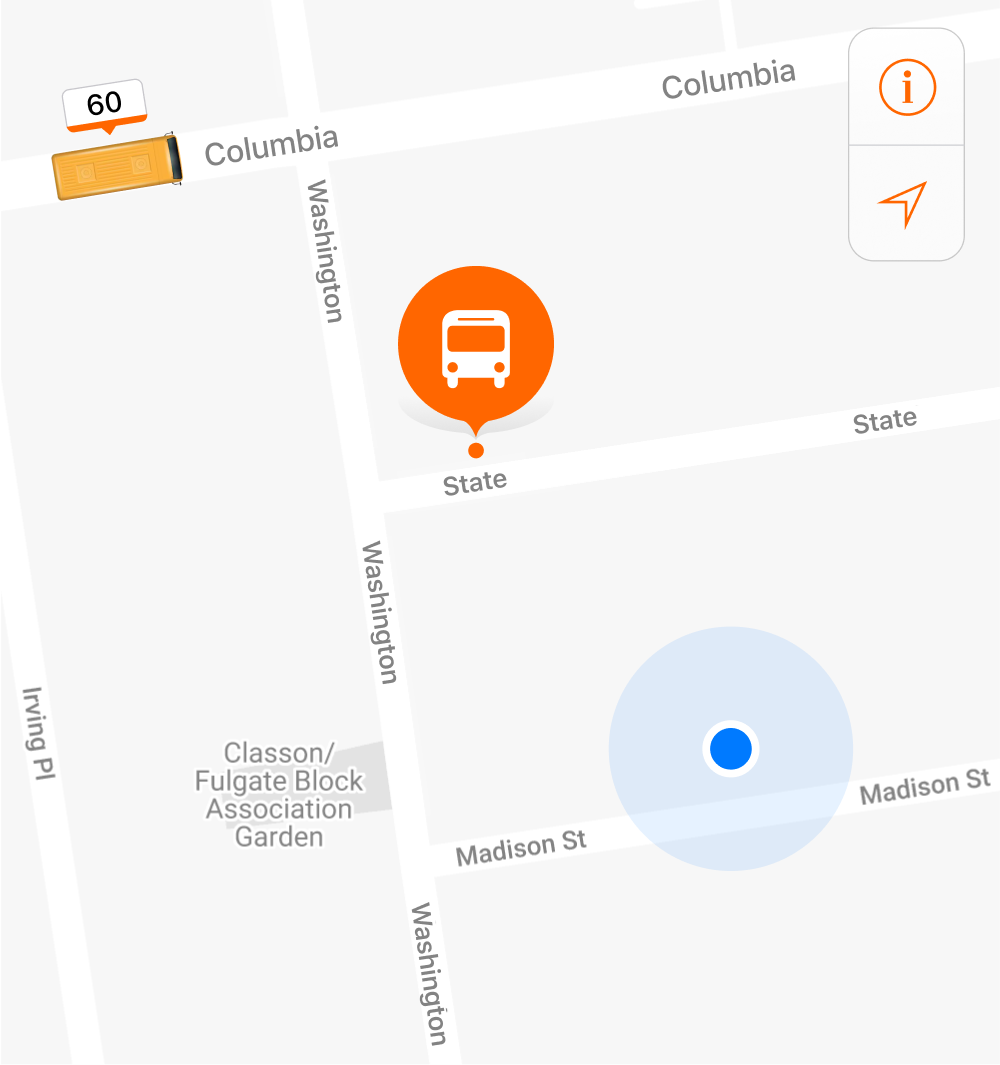 Columbia
60
Columbia
Washington
State
State
Washington
Irving Pl
Classon/
Fulgate Block
Association
Garden
Madison St
Madison St
Washington